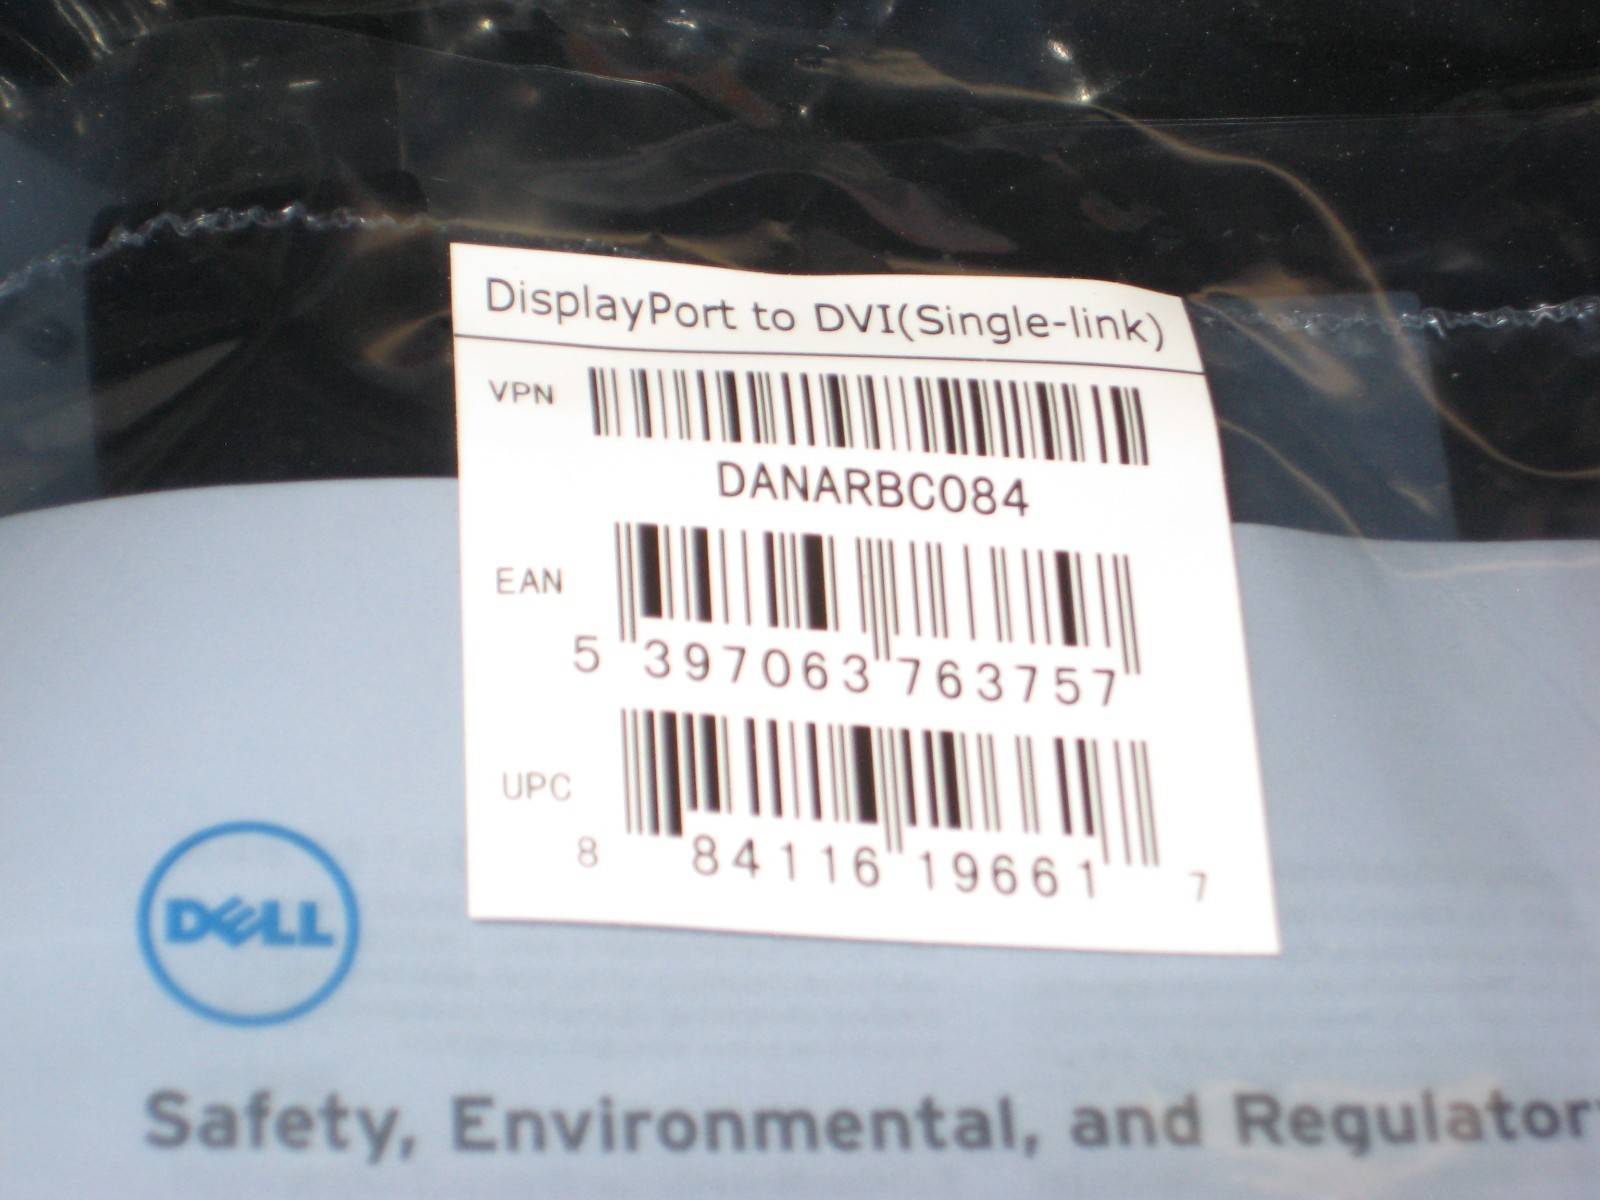 DisplayPort to DVI(Single-link)
VPN
DANARBC084
EAN
5 397063 763757
UPC
8 84116 19661 7
DELL
Safety, Environmental, and Regulator